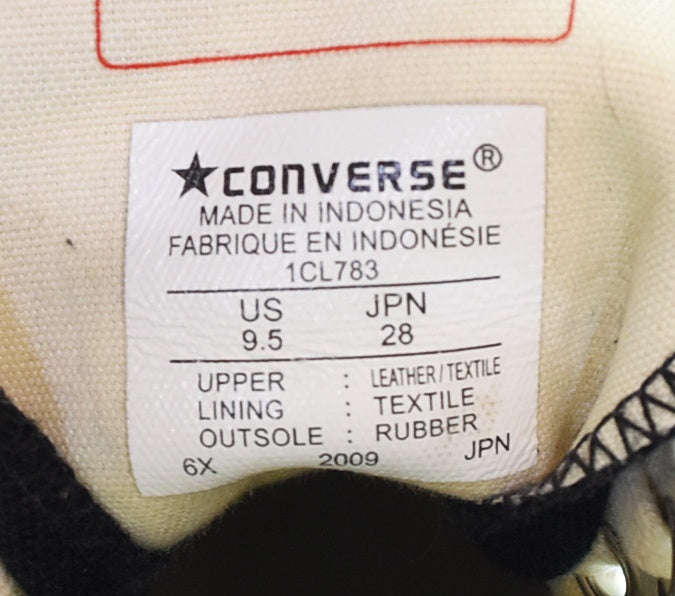 ★CONVERSE®
MADE IN INDONESIA
FABRIQUE EN INDONÉSIE
1CL783
US JPN
9.5 28
UPPER : LEATHER/TEXTILE
LINING : TEXTILE
OUTSOLE : RUBBER
6X 2009 JPN